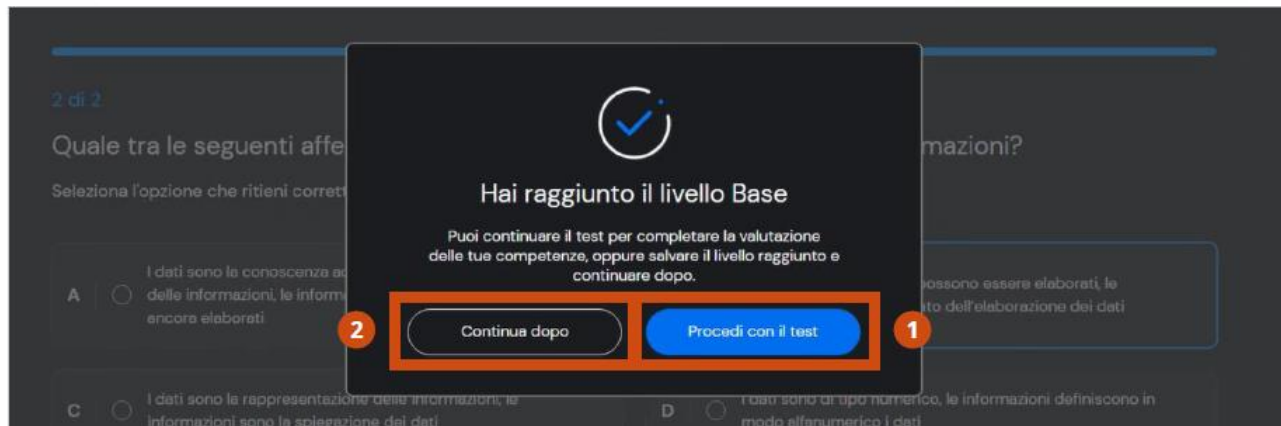 2 di 2
Quale tra le seguenti affe
mazioni?
Seleziona l'opzione che ritieni corrett
Hai raggiunto il livello Base
Puoi continuare il test per completare la valutazione
delle tue competenze, oppure salvare il livello raggiunto e
continuare dopo.
A
I dati sono la conoscenza
delle informazioni, le inform
ancora elaborati
possono essere elaborati, le
dell'elaborazione dei dati
2
Continua dopo
Procedi con il test
1
C
I dati sono la rappresentazione delle informazioni, le
informazioni sono la spiegazione dei dati
D
I dati sono di tipo numerico, le informazioni definiscono in
modo alfanumerico i dati